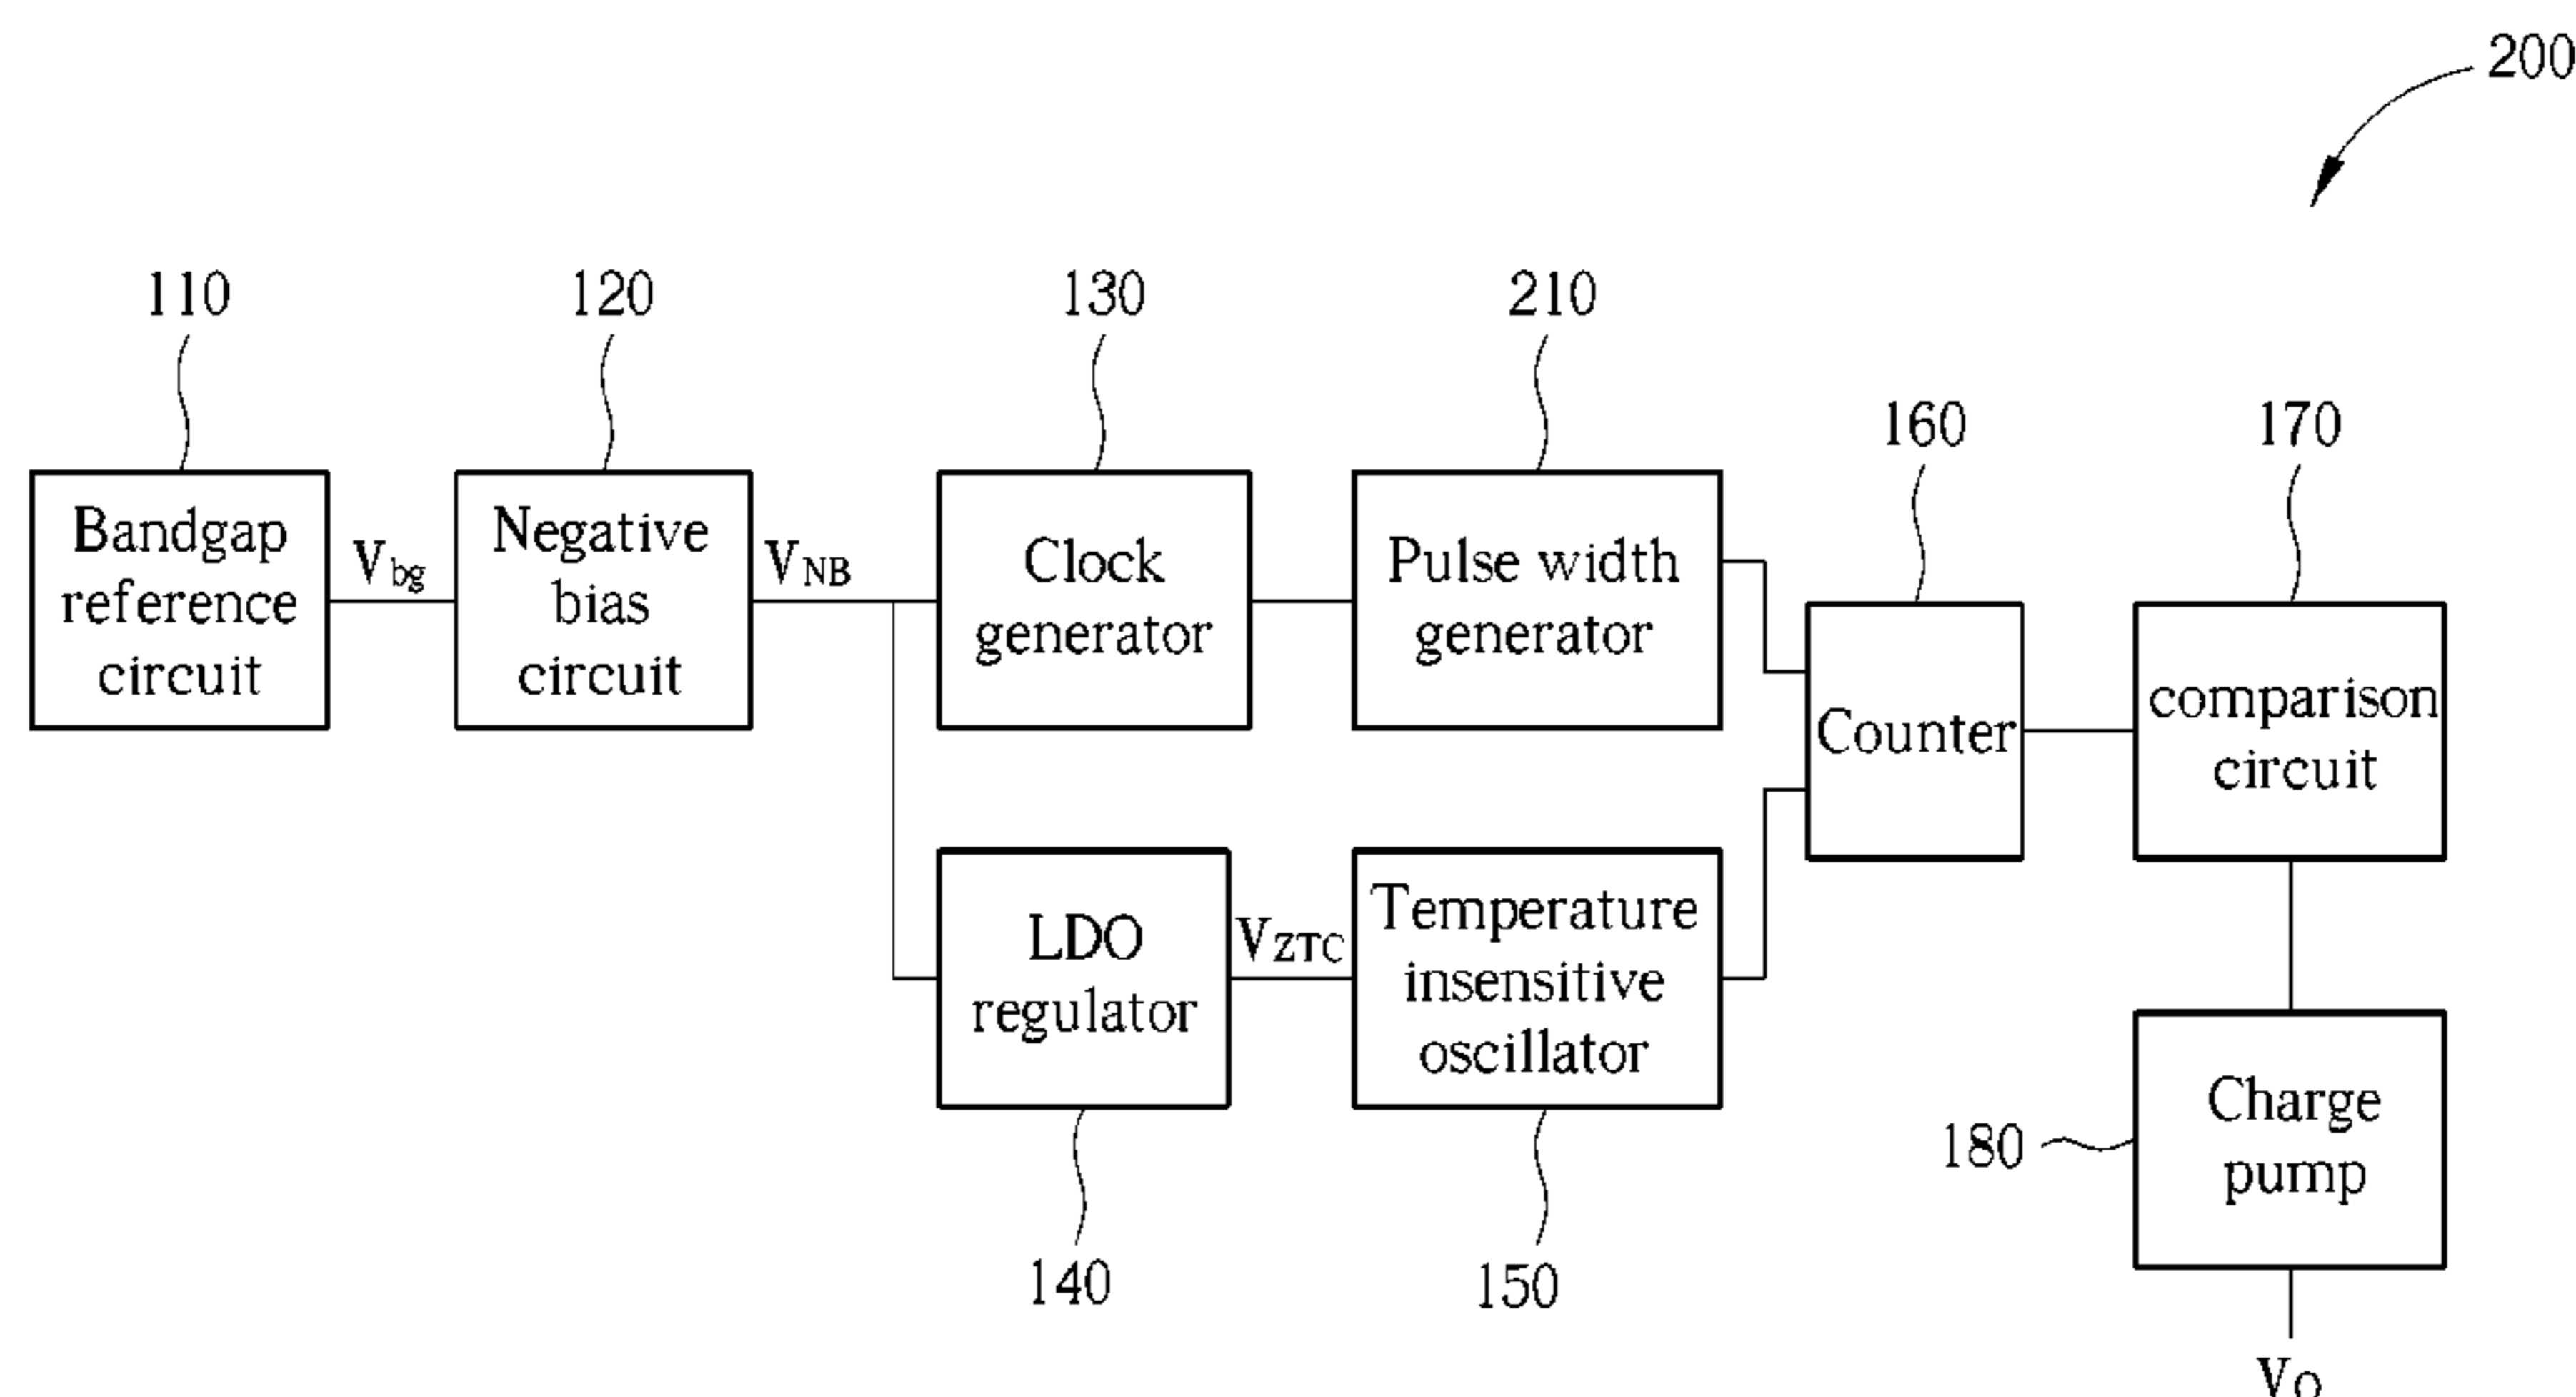 200
110
120
130
210
160
170
Bandgap
reference
circuit
Vbg
Negative
bias
circuit
VNB
Clock
generator
Pulse width
generator
Counter
comparison
circuit
LDO
regulator
VZTC
Temperature
insensitive
oscillator
Charge
pump
180
140
150
VO